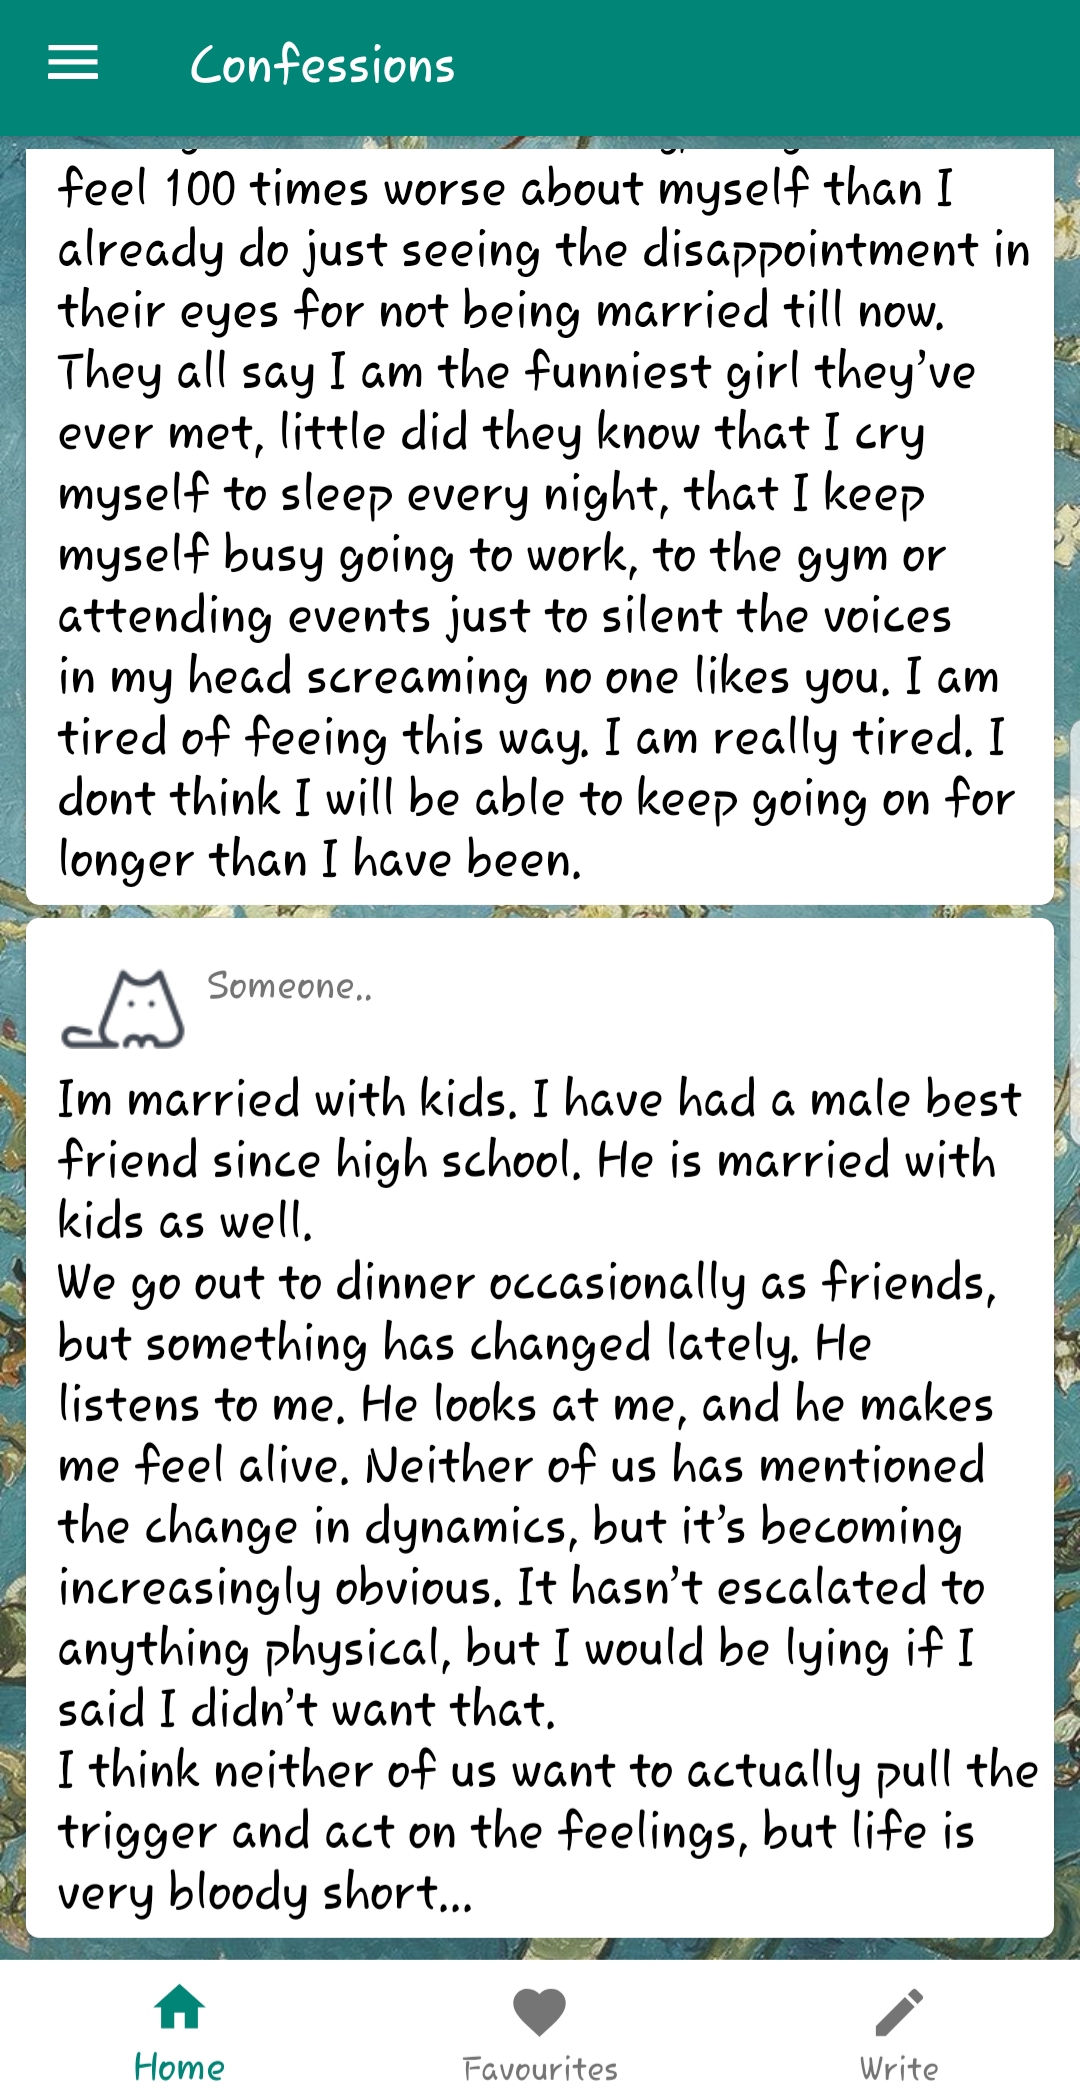 Confessions
feel 100 times worse about myself than I
already do just seeing the disappointment in
their eyes for not being married till now.
They all say I am the funniest girl they've
ever met, little did they know that I cry
myself to sleep every night, that I keep
myself busy going to work, to the gym or
attending events just to silent the voices
in my head screaming no one likes you. I am
tired of feeing this way. I am really tired. I
dont think I will be able to keep going on for
longer than I have been.
Someone..
Im married with kids. I have had a male best
friend since high school. He is married with
kids as well.
We go out to dinner occasionally as friends,
but something has changed lately. He
listens to me. He looks at me, and he makes
me feel alive. Neither of us has mentioned
the change in dynamics, but it's becoming
increasingly obvious. It hasn't escalated to
anything physical, but I would be lying if I
said I didn't want that.
I think neither of us want to actually pull the
trigger and act on the feelings, but life is
very bloody short...
Home
Favourites
Write